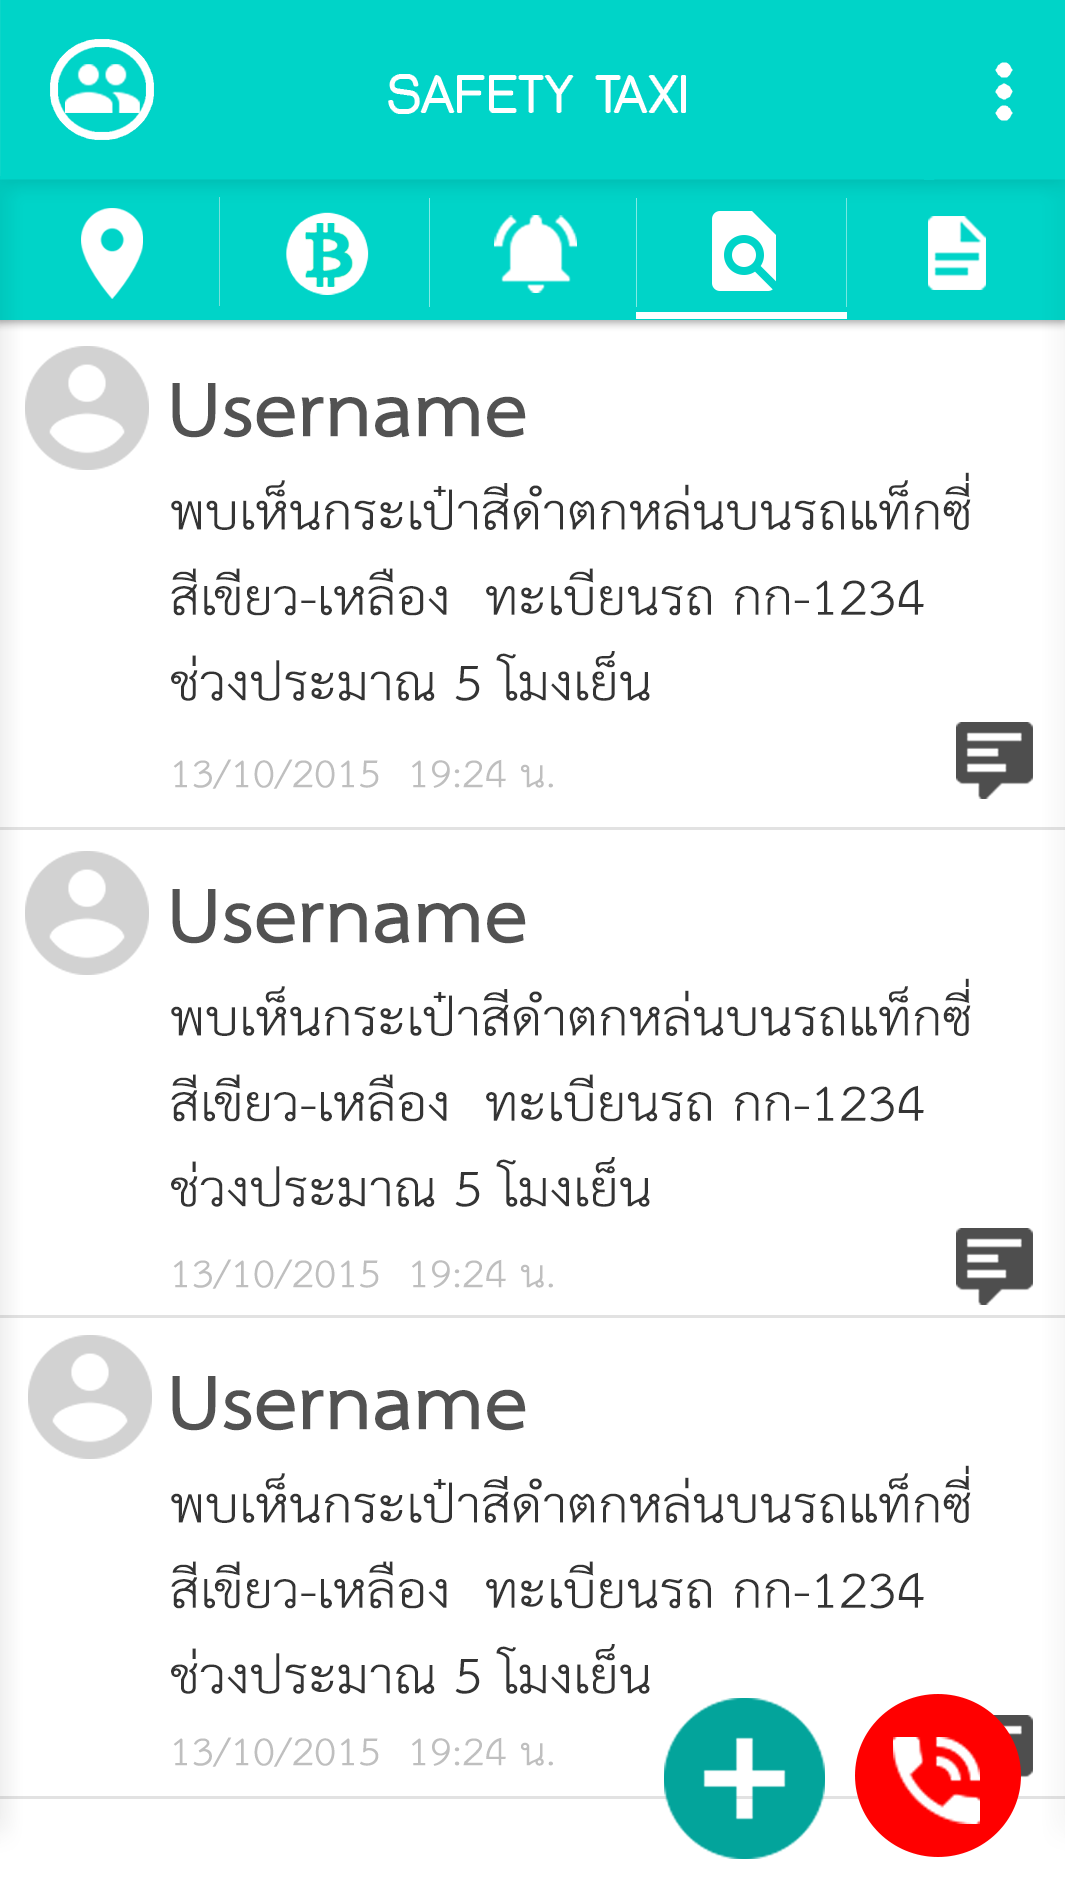 SAFETY TAXI
Username
พบเห็นกระเป๋าสีดำตกหล่นบนรถแท็กซี่
สีเขียว-เหลือง ทะเบียนรถ กก-1234
ช่วงประมาณ 5 โมงเย็น
13/10/2015 19:24 น.
Username
พบเห็นกระเป๋าสีดำตกหล่นบนรถแท็กซี่
สีเขียว-เหลือง ทะเบียนรถ กก-1234
ช่วงประมาณ 5 โมงเย็น
13/10/2015 19:24 น.
Username
พบเห็นกระเป๋าสีดำตกหล่นบนรถแท็กซี่
สีเขียว-เหลือง ทะเบียนรถ กก-1234
ช่วงประมาณ 5 โมงเย็น
13/10/2015 19:24 น.